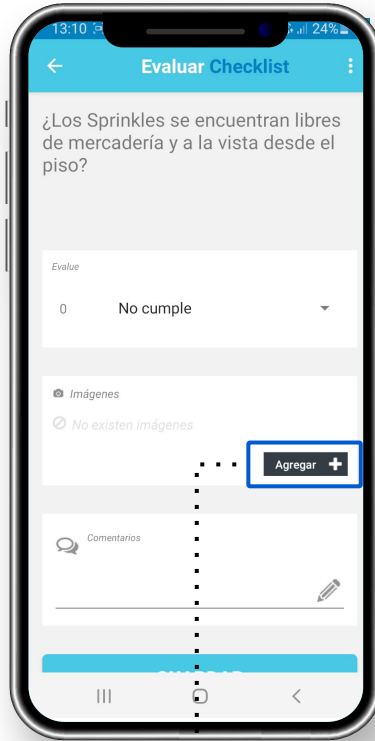 13:10 24%
Evaluar Checklist
¿Los Sprinkles se encuentran libres
de mercadería y a la vista desde el
piso?
Evalue
0 No cumple
Imágenes
No existen imágenes
Agregar
Comentarios